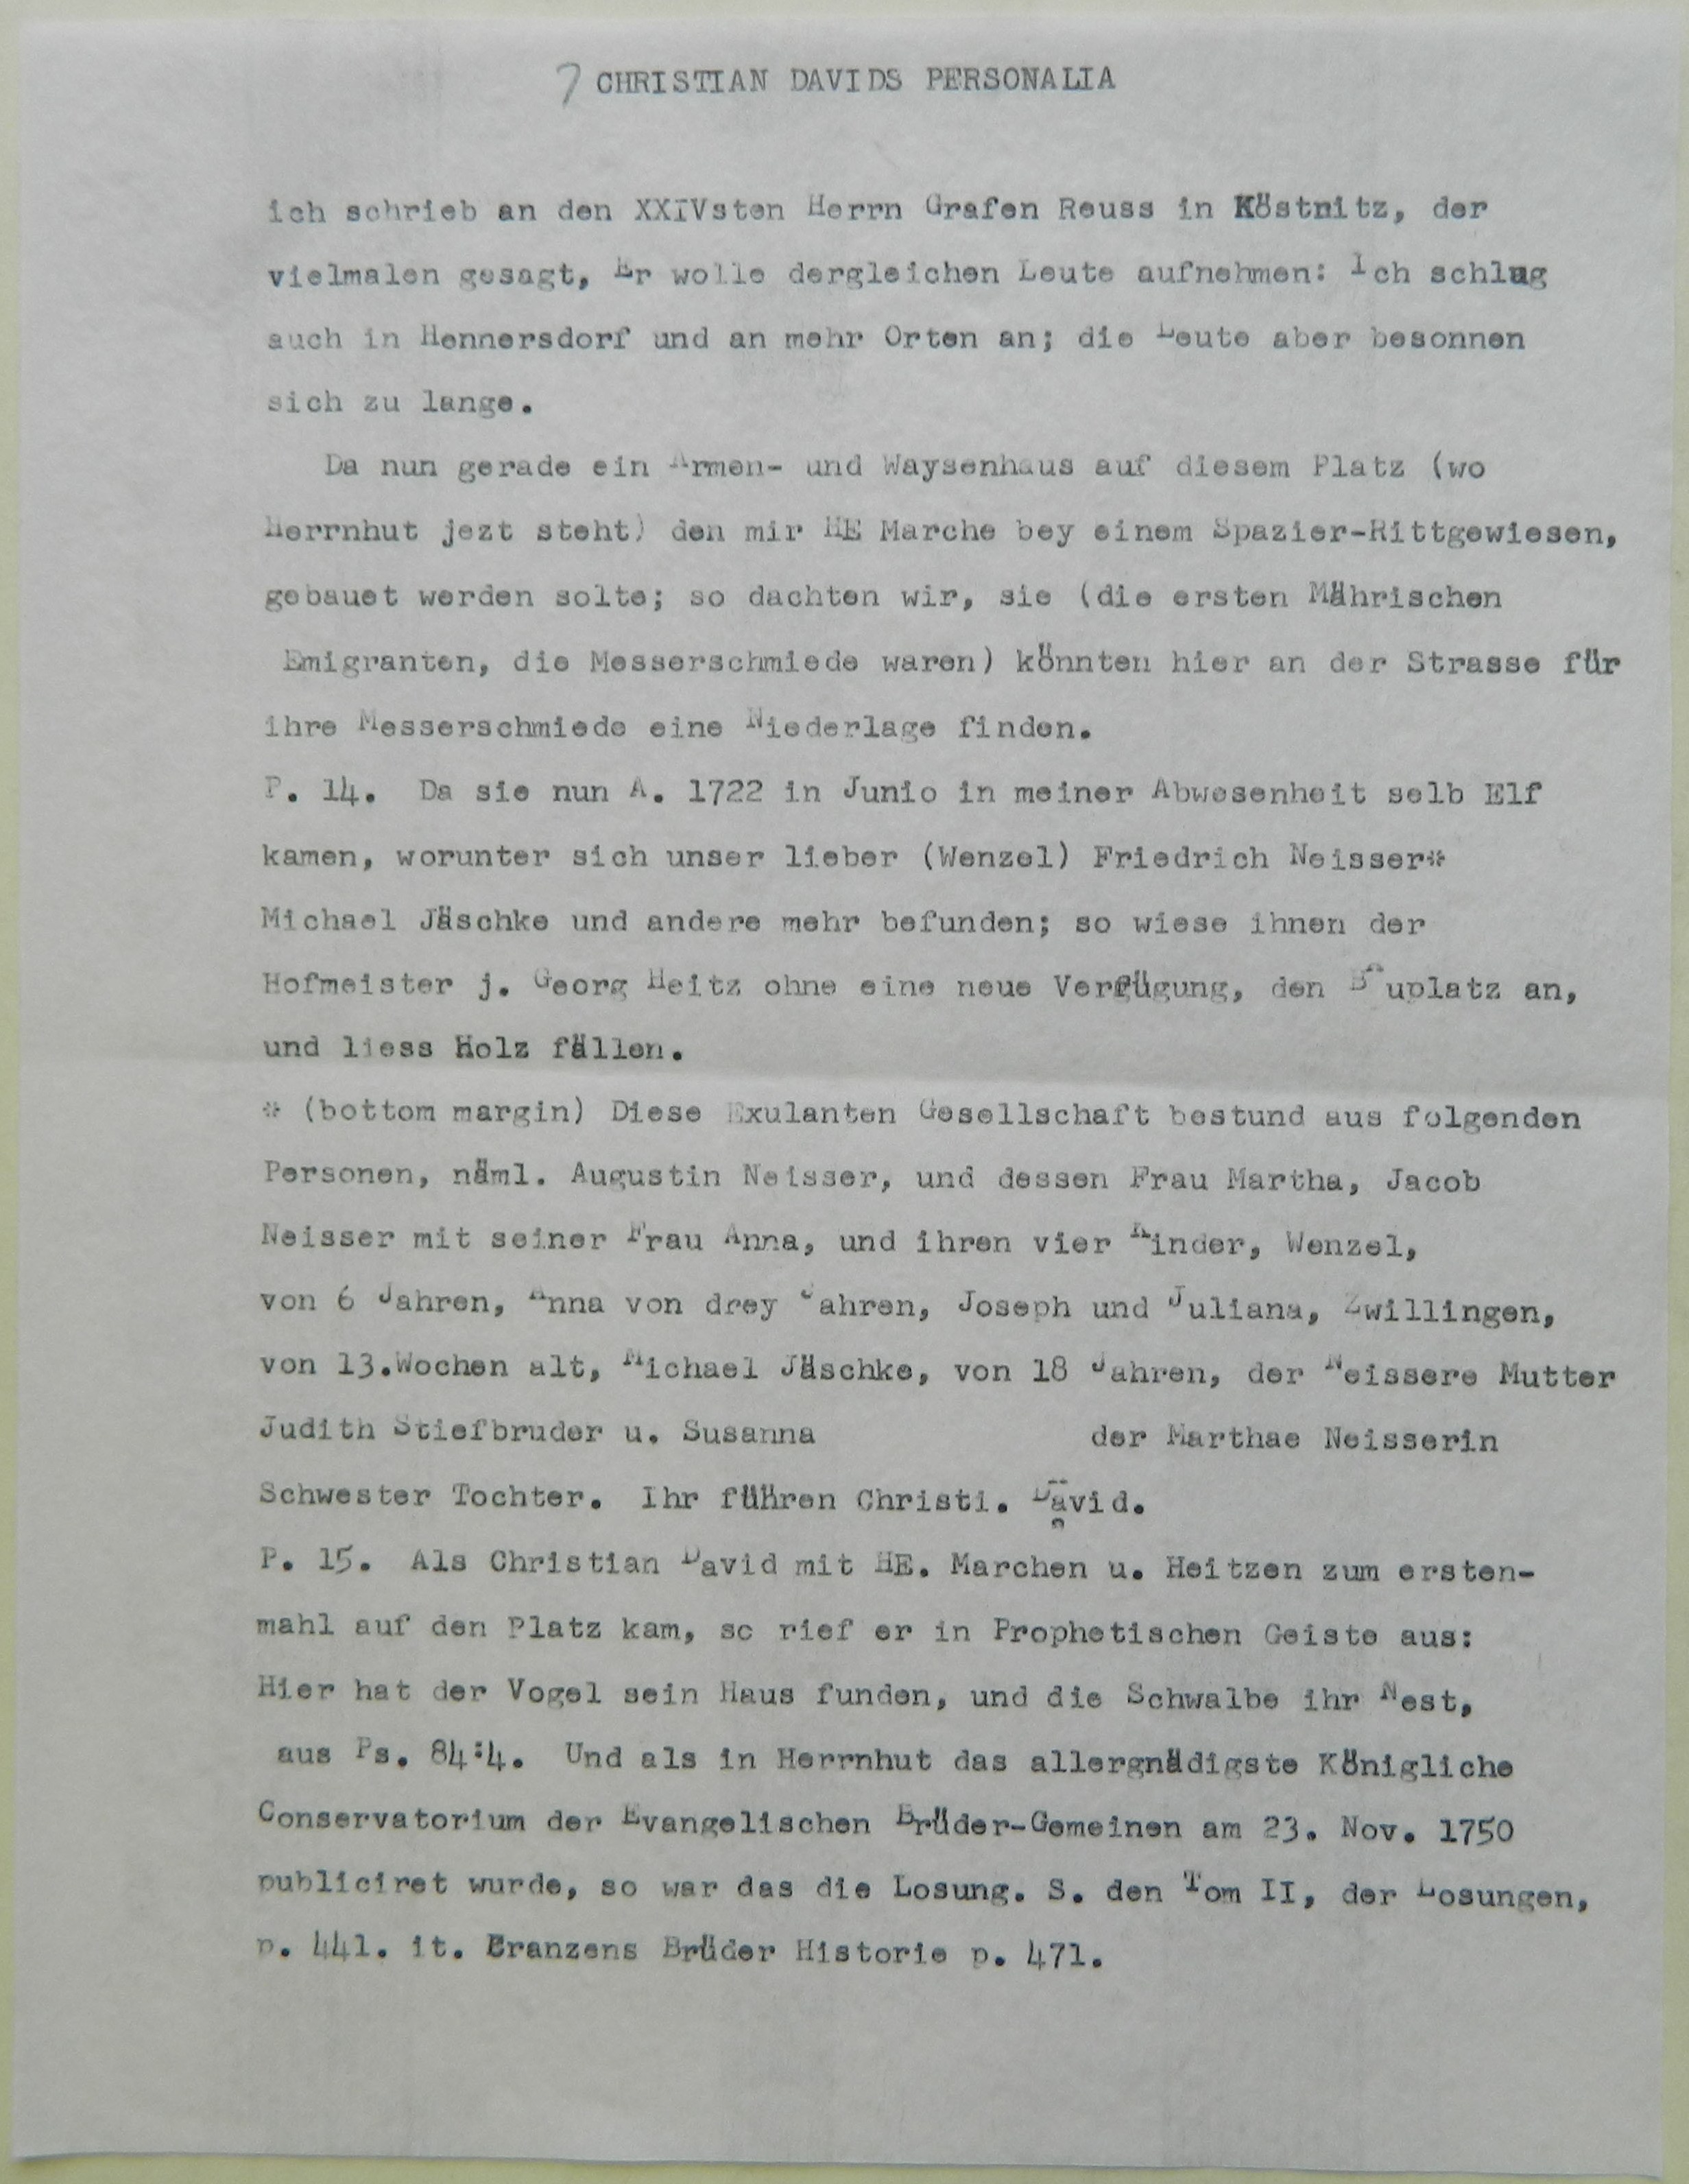 7 CHRISTIAN DAVIDS PERSONALIA
ich schrieb an den XXIVsten Herrn Grafen Reuss in Köstnitz, der
vielmalen gesagt, Er wolle dergleichen Leute aufnehmen: Ich schlug
auch in Hennersdorf und an mehr Orten an; die Leute aber besonnen
sich zu lange.
Da nun gerade ein Armen- und Waysenhaus auf diesem Platz (wo
Herrnhut jezt steht) den mir HE Marche bey einem Spazier-Rittgewiesen,
gebauet werden solte; so dachten wir, sie (die ersten Mährischen
Emigranten, die Messerschmiede waren) könnten hier an der Strasse für
ihre Messerschmiede eine Niederlage finden.
P. 14. Da sie nun A. 1722 in Junio in meiner Abwesenheit selb Elf
kamen, worunter sich unser lieber (Wenzel) Friedrich Neisser*
Michael Jäschke und andere mehr befunden; so wiese ihnen der
Hofmeister j. Georg Heitz ohne eine neue Verfügung, den Bauplatz an,
und liess Holz fällen.
* (bottom margin) Diese Exulanten Gesellschaft bestund aus folgenden
Personen, näml. Augustin Neisser, und dessen Frau Martha, Jacob
Neisser mit seiner Frau Anna, und ihren vier Kinder, Wenzel,
von 6 Jahren, Anna von drey Jahren, Joseph und Juliana, Zwillingen,
von 13.Wochen alt, Michael Jäschke, von 18 Jahren, der Neissere Mutter
Judith Stiefbruder u. Susanna der Marthae Neisserin
Schwester Tochter. Ihr führen Christi. David.
P. 15. Als Christian David mit HE. Marchen u. Heitzen zum ersten-
mahl auf den Platz kam, so rief er in Prophetischen Geiste aus:
Hier hat der Vogel sein Haus funden, und die Schwalbe ihr Nest,
aus Ps. 84:4. Und als in Herrnhut das allergnädigste Königliche
Conservatorium der Evangelischen Brüder-Gemeinen am 23. Nov. 1750
publiciret wurde, so war das die Losung. S. den Tom II, der Losungen,
p. 441. it. Cranzens Brüder Historie p. 471.